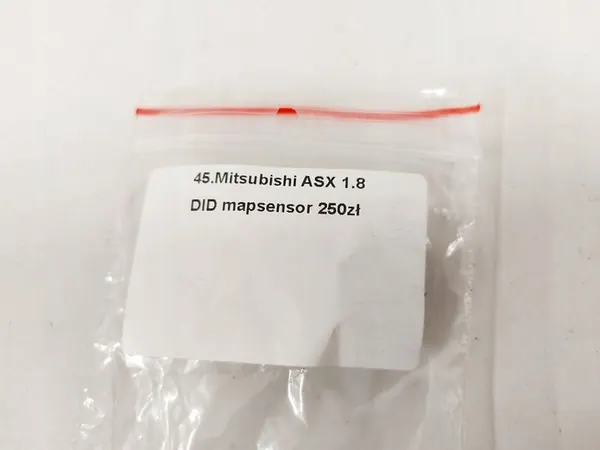 45.Mitsubishi ASX 1.8
DID mapsensor 250zł